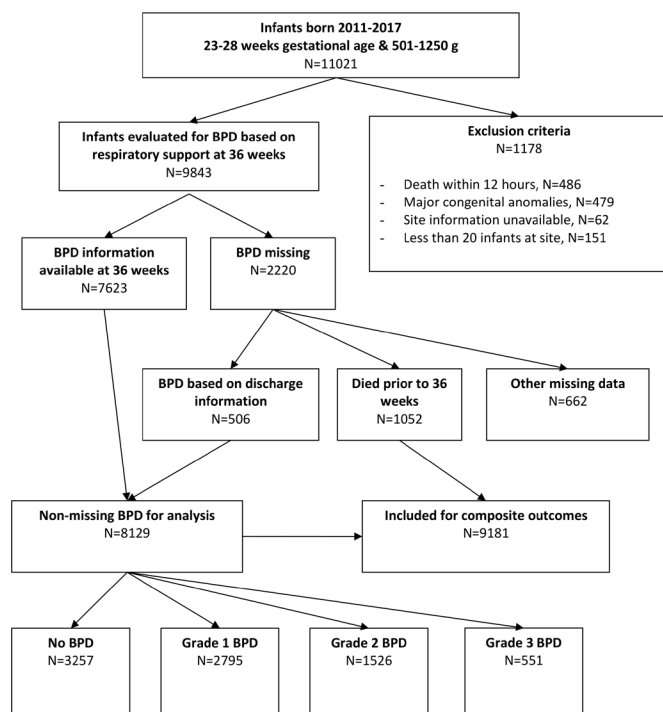 Infants born 2011-2017
23-28 weeks gestational age & 501-1250 g
N=11021
Infants evaluated for BPD based on
respiratory support at 36 weeks
N=9843
Exclusion criteria
N=1178
- Death within 12 hours, N=486
- Major congenital anomalies, N=479
- Site information unavailable, N=62
- Less than 20 infants at site, N=151
BPD information
available at 36 weeks
N=7623
BPD missing
N=2220
BPD based on discharge
information
N=506
Died prior to 36
weeks
N=1052
Other missing data
N=662
Non-missing BPD for analysis
N=8129
Included for composite outcomes
N=9181
No BPD
N=3257
Grade 1 BPD
N=2795
Grade 2 BPD
N=1526
Grade 3 BPD
N=551